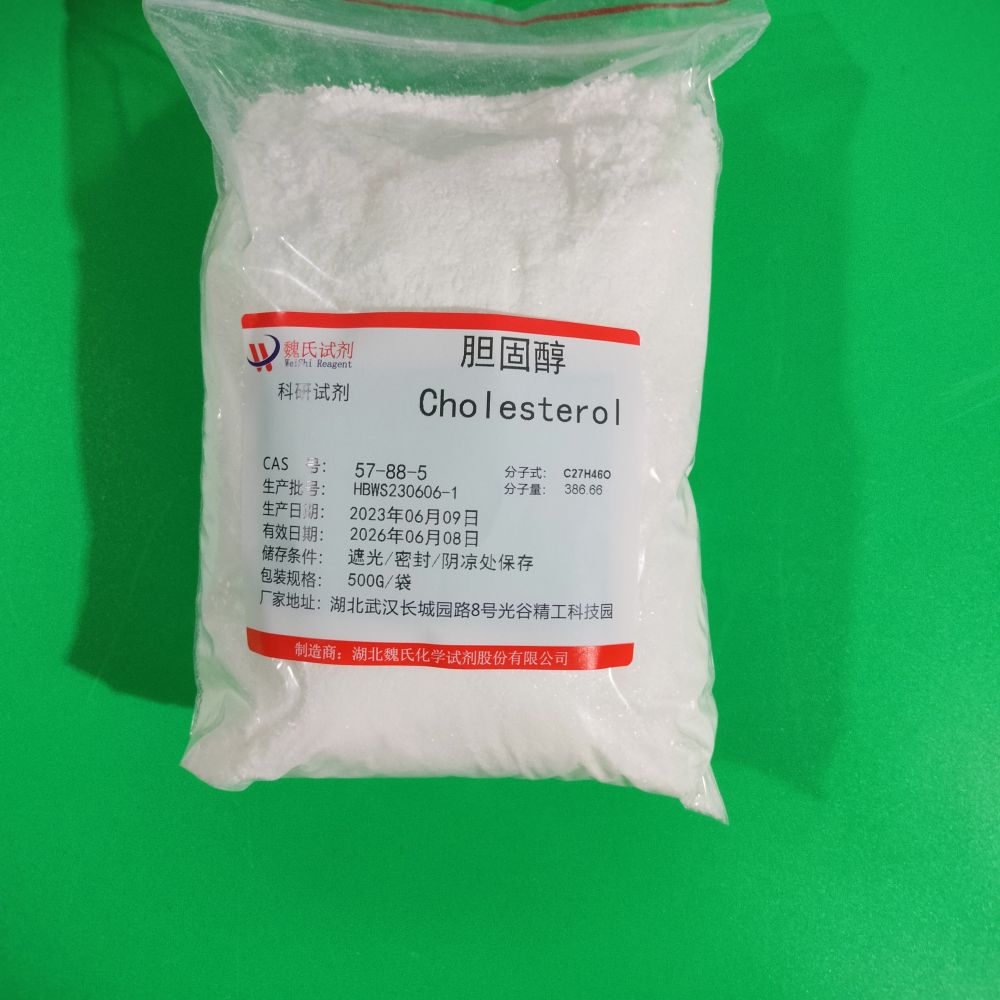 魏氏试剂
WeiShi Reagent
科研试剂
胆固醇
Cholesterol
CAS 号： 57-88-5
分子式： C27H46O
生产批号： HBWS230606-1
分子量： 386.66
生产日期： 2023年06月09日
有效日期： 2026年06月08日
储存条件： 遮光/密封/阴凉处保存
包装规格： 500G/袋
厂家地址：湖北武汉长城园路8号光谷精工科技园
制造商：湖北魏氏化学试剂股份有限公司